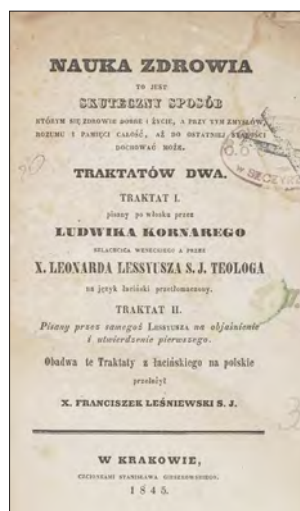 NAUKA ZDROWIA
TO JEST
SKUTECZNY SPOSÓB
KTÓRYM SIĘ ZDROWIE DOBRE I ŻYCIE, A PRZY TYM ZMYSŁÓW,
ROZUMU I PAMIĘCI CAŁOŚĆ, AŻ DO OSTATNIEJ STAROŚCI
DOCHOWAĆ MOŻE.
TRAKTATÓW DWA.
TRAKTAT I.
pisany po włosku przez
LUDWIKA KORNAREGO
SZLACHCICA WENECKIEGO A PRZEZ
X. LEONARDA LESSYUSZA S. J. TEOLOGA
na język łaciński przetłumaczony.
TRAKTAT II.
Pisany przez samegoż LESSYUSZA na objaśnienie
i utwierdzenie pierwszego.
Obadwa te Traktaty z łacińskiego na polskie
przełożył
X. FRANCISZEK LEŚNIEWSKI S. J.
W KRAKOWIE,
CZCIONKAMI STANISŁAWA GIESZKOWSKIEGO.
1845.